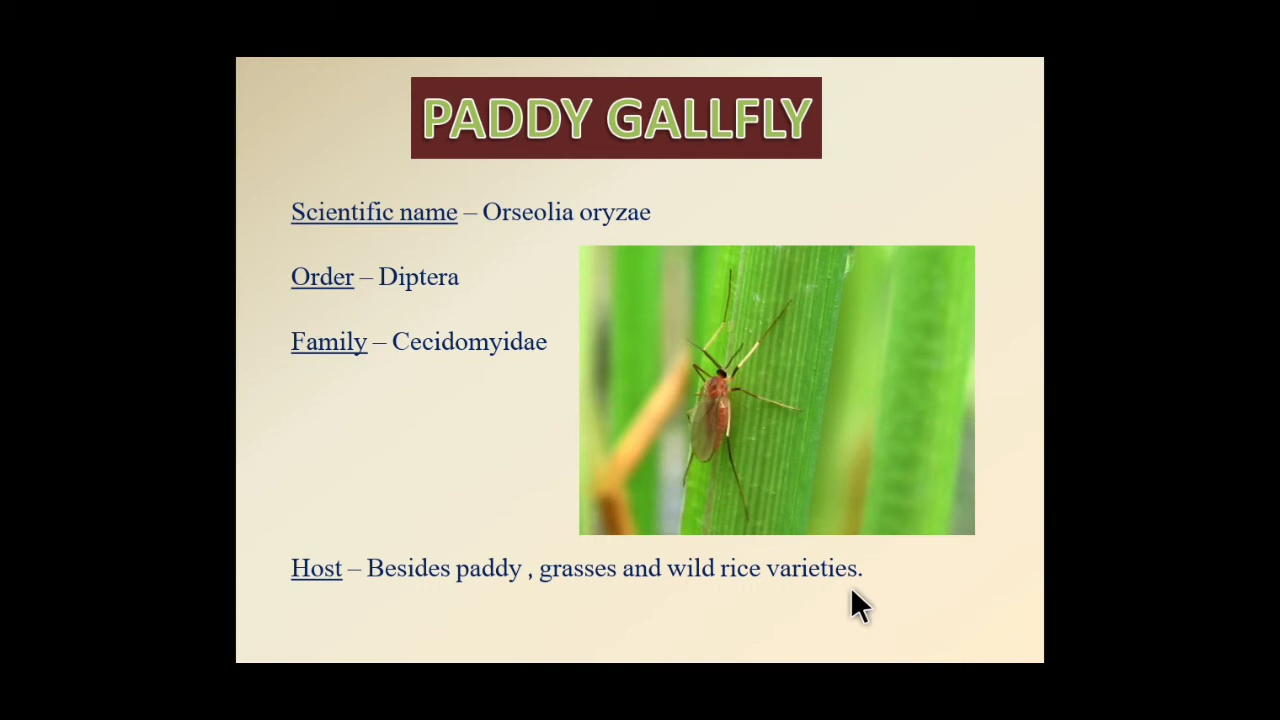 PADDY GALLFLY
Scientific name – Orseolia oryzae
Order – Diptera
Family – Cecidomyidae
Host – Besides paddy , grasses and wild rice varieties.